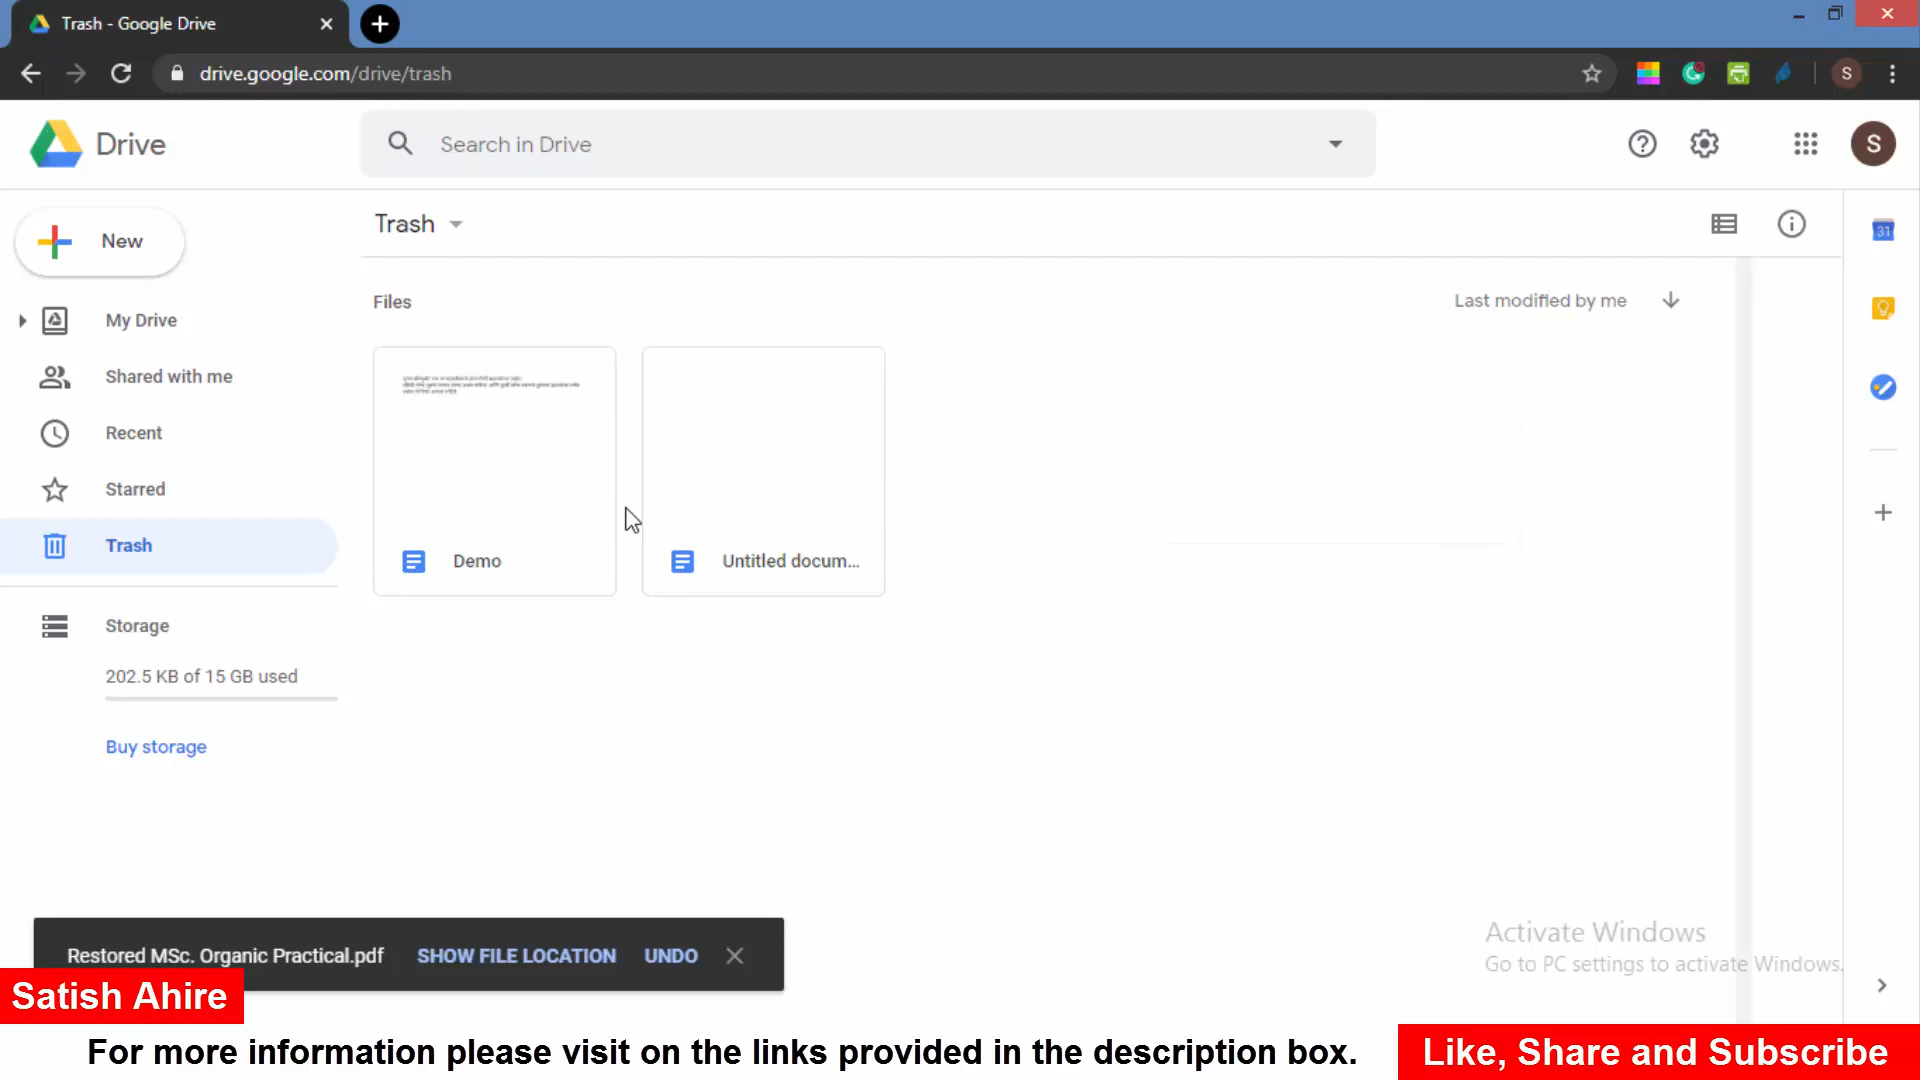 Trash - Google Drive
drive.google.com/drive/trash
S
Drive
Search in Drive
S
New
Trash
31
Files
Last modified by me
My Drive
Shared with me
Recent
Starred
Trash
Demo
Untitled docum...
Storage
202.5 KB of 15 GB used
Buy storage
Activate Windows
Go to PC settings to activate Windows.
Restored MSc. Organic Practical.pdf SHOW FILE LOCATION UNDO
Satish Ahire
For more information please visit on the links provided in the description box.
Like, Share and Subscribe